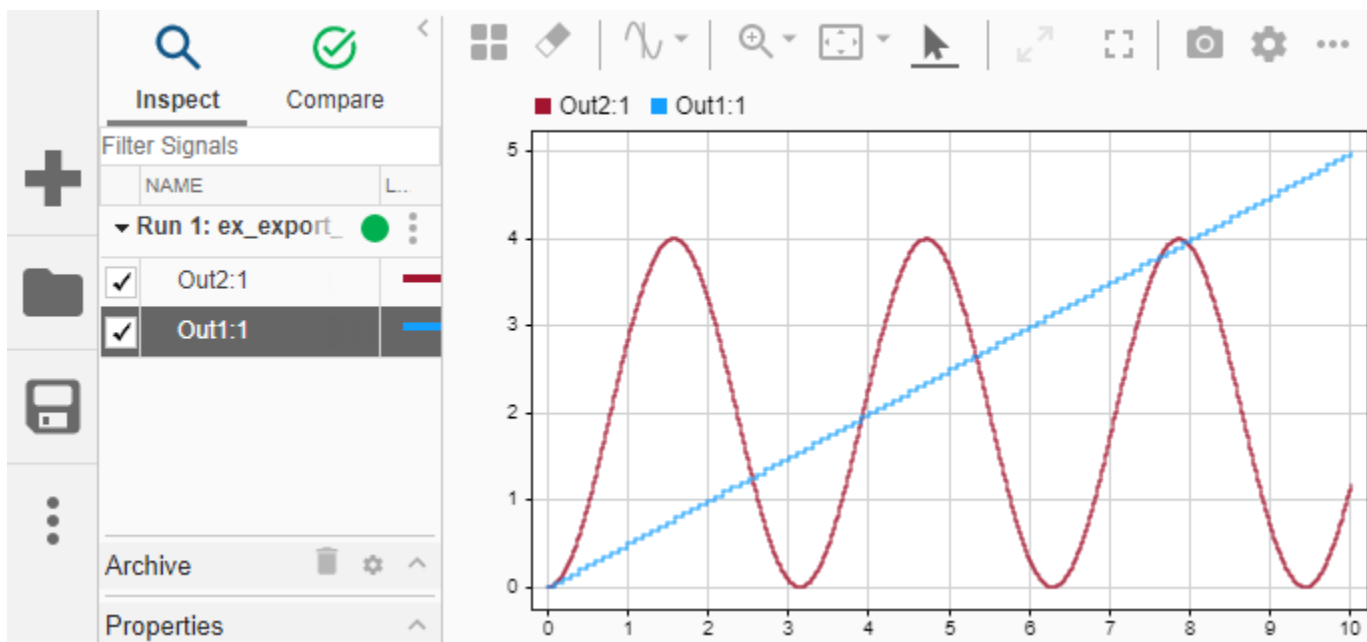 Inspect Compare
Filter Signals
NAME L...
Run 1: ex_export_
Out2:1
Out1:1
Archive
Properties
Out2:1 Out1:1
5
4
3
2
1
0
0 1 2 3 4 5 6 7 8 9 10